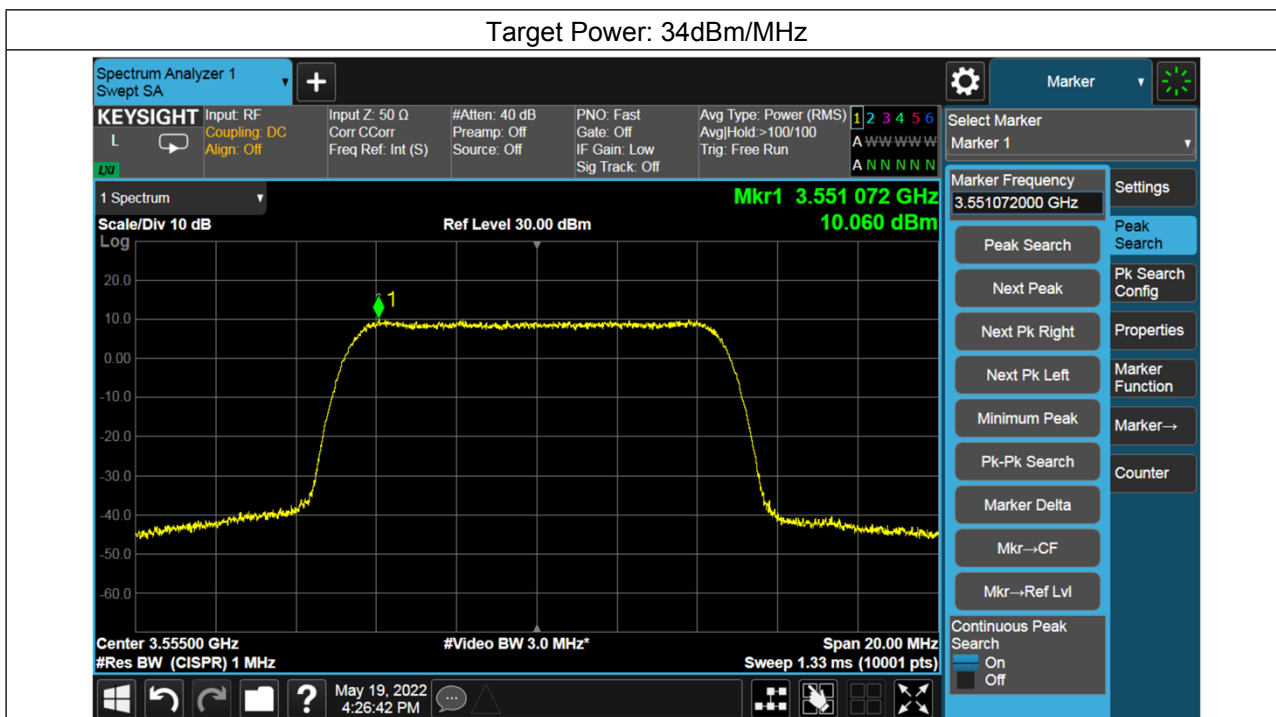 Target Power: 34dBm/MHz
Spectrum Analyzer 1
Swept SA
Marker
KEYSIGHT
L
LXI
Input: RF
Coupling: DC
Align: Off
Input Z: 50 Ω
Corr CCorr
Freq Ref: Int (S)
#Atten: 40 dB
Preamp: Off
Source: Off
PNO: Fast
Gate: Off
IF Gain: Low
Sig Track: Off
Avg Type: Power (RMS)
Avg|Hold:>100/100
Trig: Free Run
1 2 3 4 5 6
A W W W W W
A N N N N N
Select Marker
Marker 1
1 Spectrum
Scale/Div 10 dB
Log
Ref Level 30.00 dBm
Mkr1 3.551 072 GHz
10.060 dBm
1
20.0
10.0
0.00
-10.0
-20.0
-30.0
-40.0
-50.0
-60.0
Center 3.55500 GHz
#Res BW (CISPR) 1 MHz
#Video BW 3.0 MHz*
Span 20.00 MHz
Sweep 1.33 ms (10001 pts)
Marker Frequency
3.551072000 GHz
Peak Search
Next Peak
Next Pk Right
Next Pk Left
Minimum Peak
Pk-Pk Search
Marker Delta
Mkr→CF
Mkr→Ref Lvl
Continuous Peak
Search
On
Off
Settings
Peak
Search
Pk Search
Config
Properties
Marker
Function
Marker→
Counter
?
May 19, 2022
4:26:42 PM